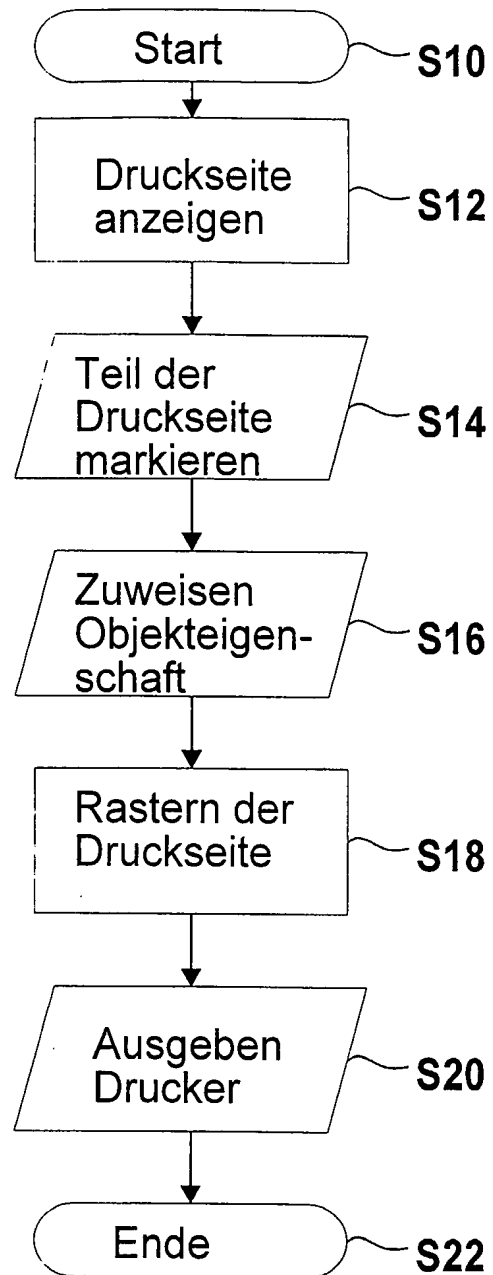 Start
S10
Druckseite
anzeigen
S12
Teil der
Druckseite
markieren
S14
Zuweisen
Objekteigen-
schaft
S16
Rastern der
Druckseite
S18
Ausgeben
Drucker
S20
Ende
S22